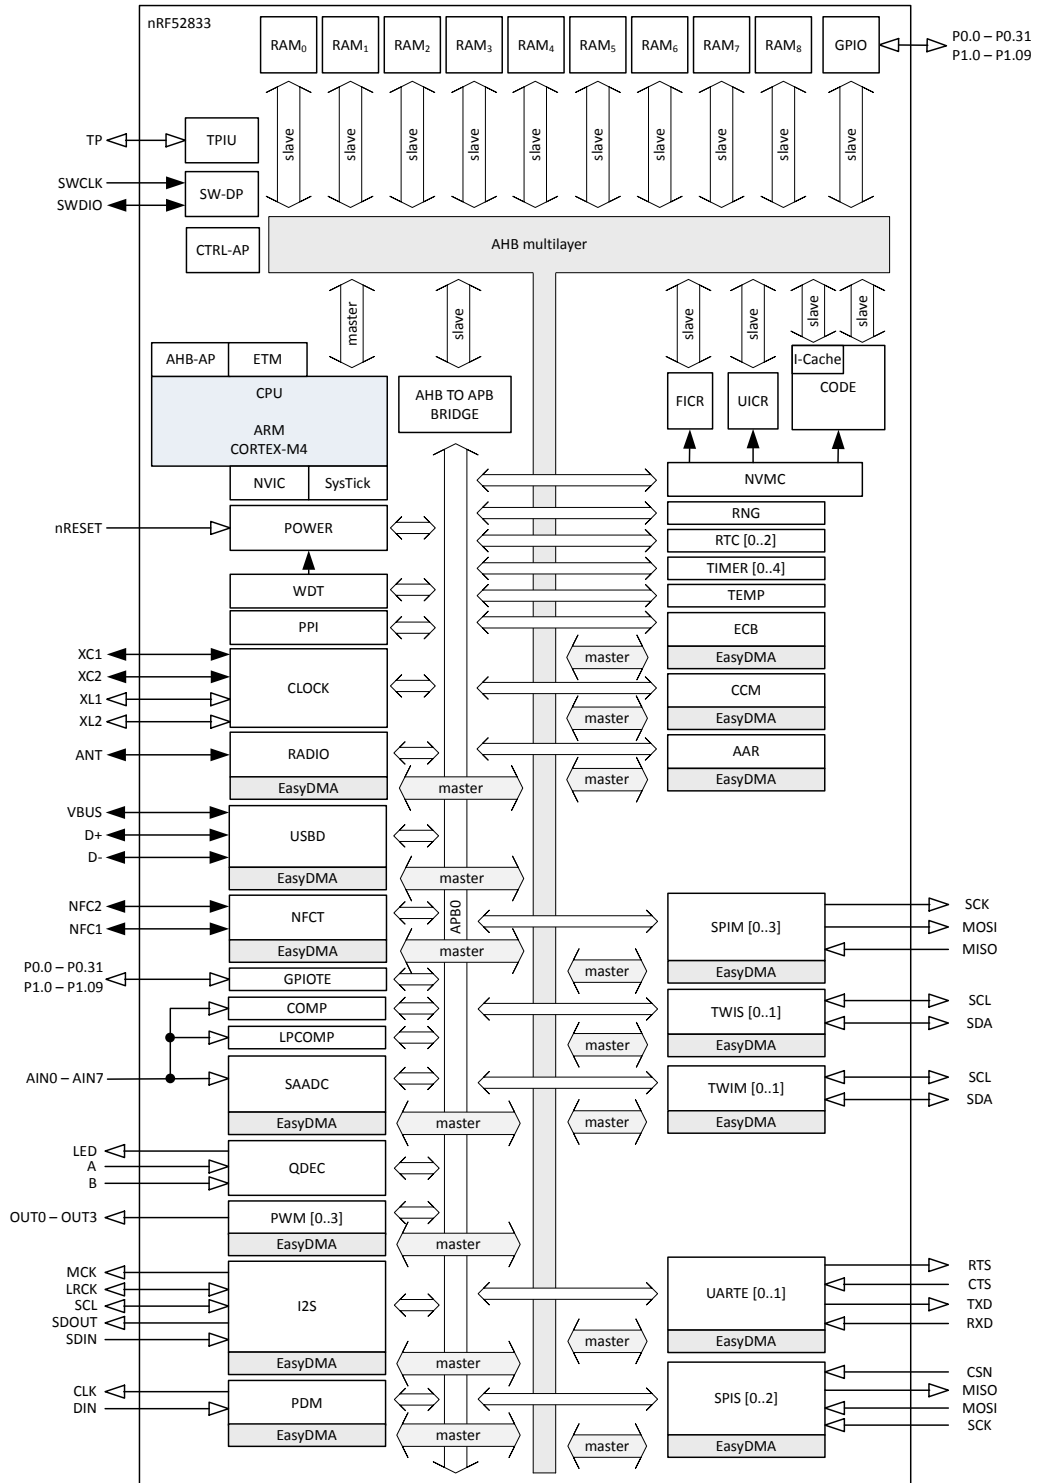 nRF52833
RAM0 RAM1 RAM2 RAM3 RAM4 RAM5 RAM6 RAM7 RAM8 GPIO
P0.0 – P0.31
P1.0 – P1.09
slave slave slave slave slave slave slave slave slave slave
TP TPIU
SWCLK
SWDIO
SW-DP
CTRL-AP
AHB multilayer
master slave slave slave slave slave
AHB-AP ETM
CPU
ARM
CORTEX-M4
NVIC SysTick
AHB TO APB
BRIDGE
FICR UICR
I-Cache
CODE
NVMC
nRESET POWER
RNG
RTC [0..2]
TIMER [0..4]
WDT
TEMP
PPI
ECB
master EasyDMA
XC1
XC2
XL1
XL2
CLOCK
CCM
master EasyDMA
ANT RADIO
EasyDMA master
AAR
master EasyDMA
VBUS
D+
D-
USBD
EasyDMA master
APB0
NFC2
NFC1
NFCT
EasyDMA master
SPIM [0..3]
SCK
MOSI
MISO
master EasyDMA
P0.0 – P0.31
P1.0 – P1.09
GPIOTE
COMP
LPCOMP
AIN0 – AIN7 SAADC
EasyDMA master
TWIS [0..1]
SCL
SDA
master EasyDMA
TWIM [0..1]
SCL
SDA
master EasyDMA
LED
A
B
QDEC
OUT0 – OUT3 PWM [0..3]
EasyDMA master
MCK
LRCK
SCL
SDOUT
SDIN
I2S
EasyDMA master
UARTE [0..1]
RTS
CTS
TXD
RXD
master EasyDMA
CLK
DIN
PDM
EasyDMA master
SPIS [0..2]
CSN
MISO
MOSI
SCK
master EasyDMA